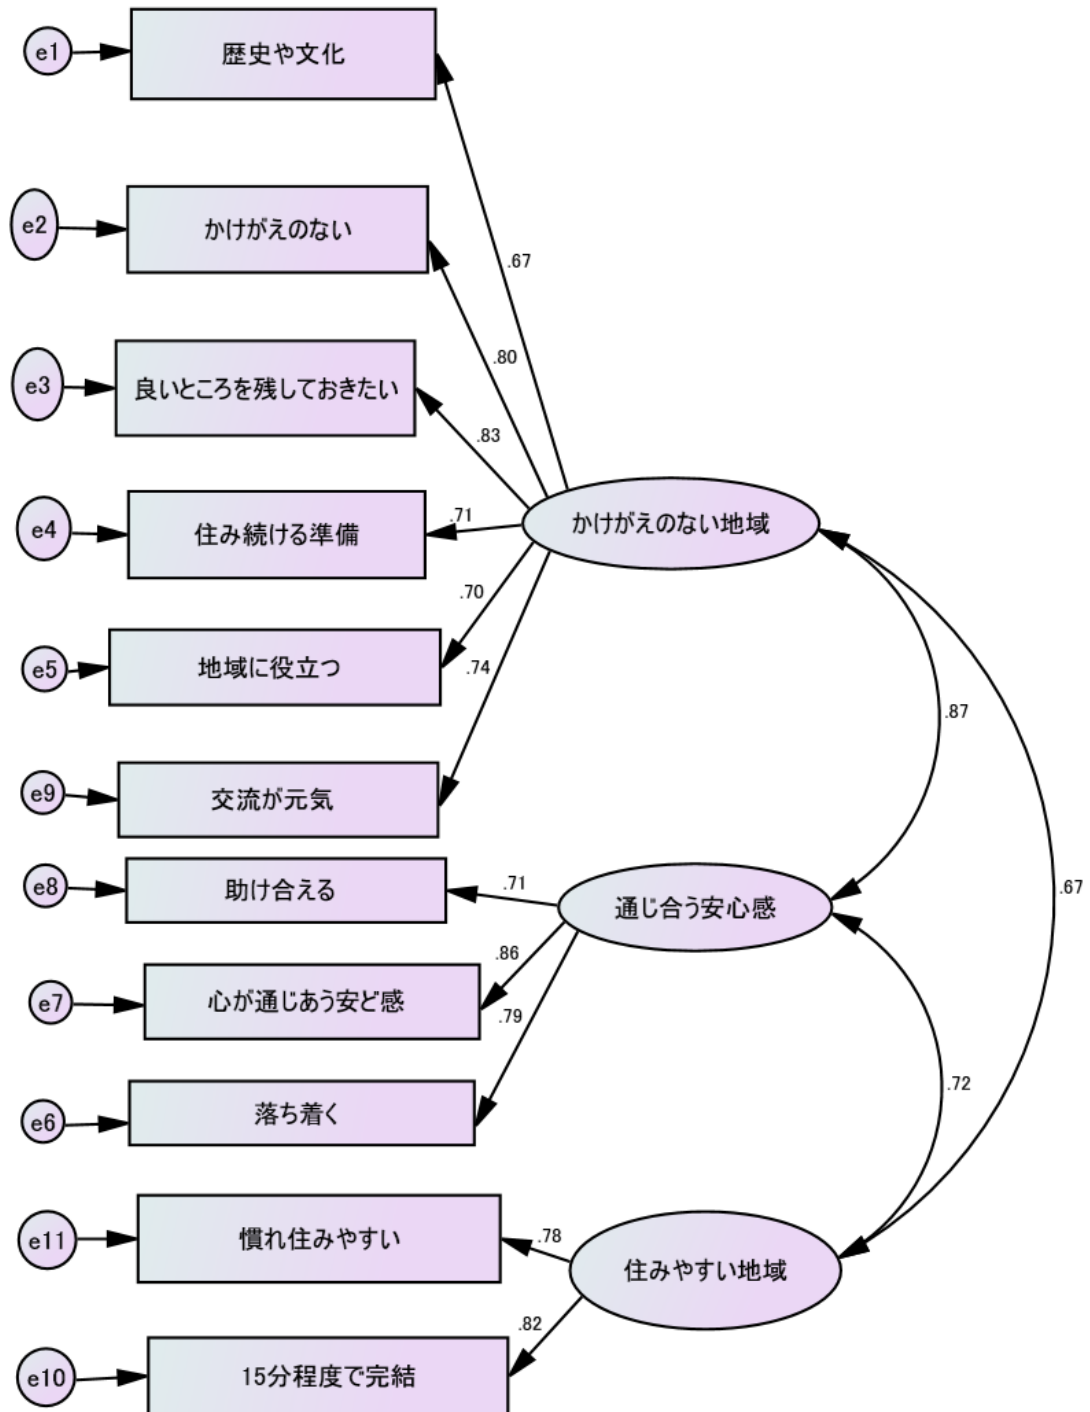 e1
歴史や文化
e2
かけがえのない
.67
.80
e3
良いところを残しておきたい
.83
e4
住み続ける準備
.71
かけがえのない地域
.70
e5
地域に役立つ
.74
.87
e9
交流が元気
e8
助け合える
.71
通じ合う安心感
.67
.86
e7
心が通じあう安ど感
.79
.72
e6
落ち着く
e11
慣れ住みやすい
.78
住みやすい地域
.82
e10
15分程度で完結